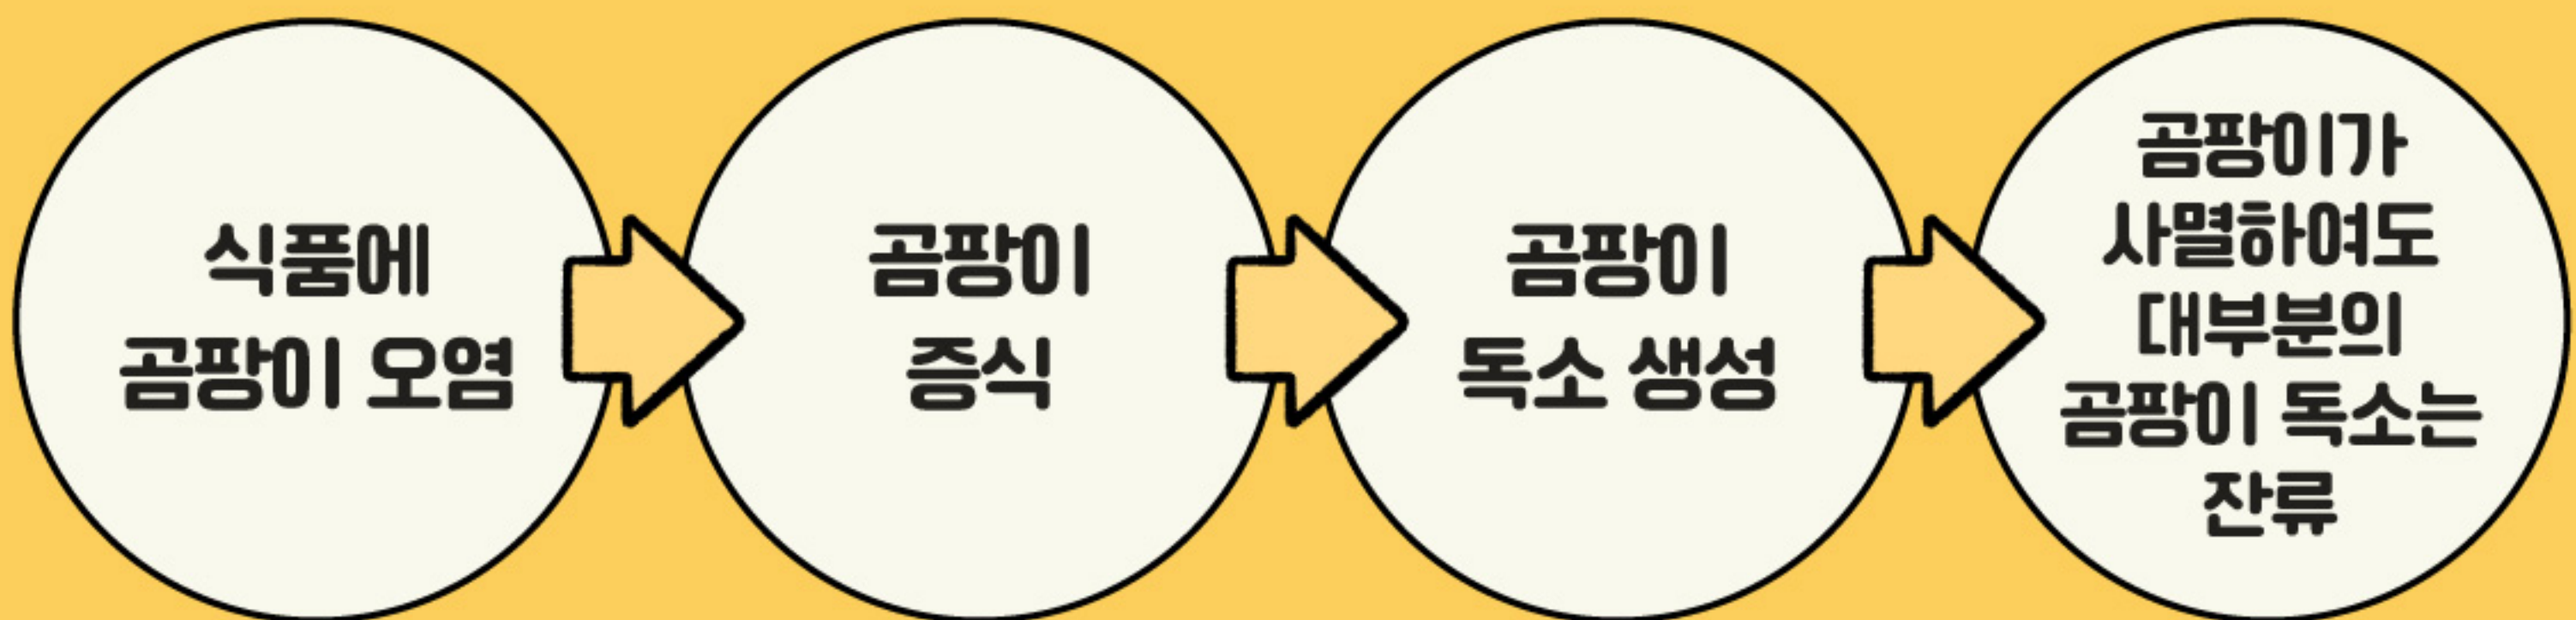 식품에
곰팡이 오염
곰팡이
증식
곰팡이
독소 생성
곰팡이가
사멸하여도
대부분의
곰팡이 독소는
잔류